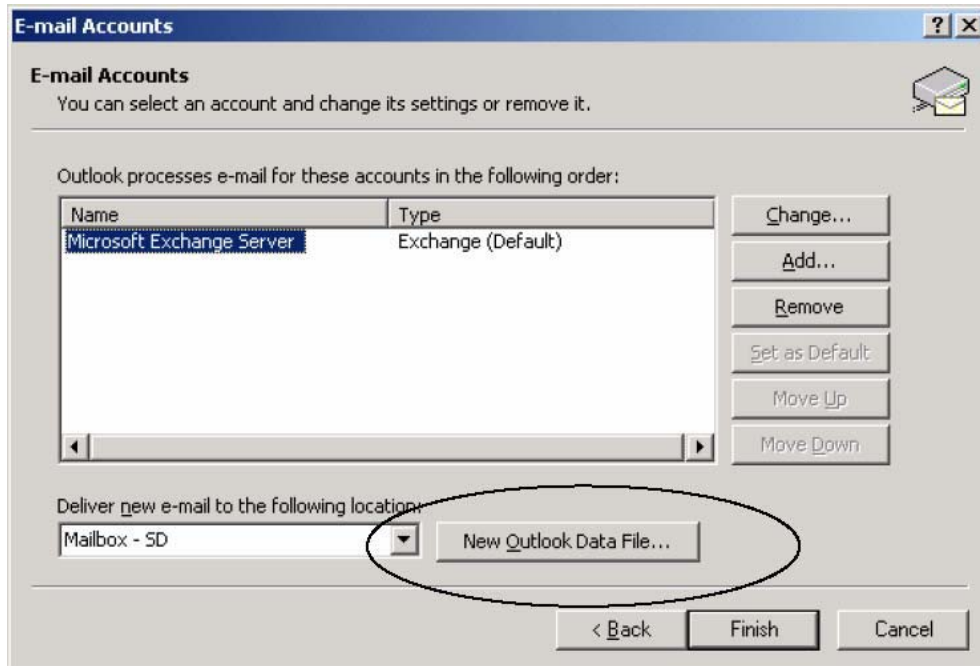 E-mail Accounts
E-mail Accounts
You can select an account and change its settings or remove it.
Outlook processes e-mail for these accounts in the following order:
Name Type
Microsoft Exchange Server Exchange (Default)
Change...
Add...
Remove
Set as Default
Move Up
Move Down
Deliver new e-mail to the following location:
Mailbox - SD
New Outlook Data File...
< Back Finish Cancel